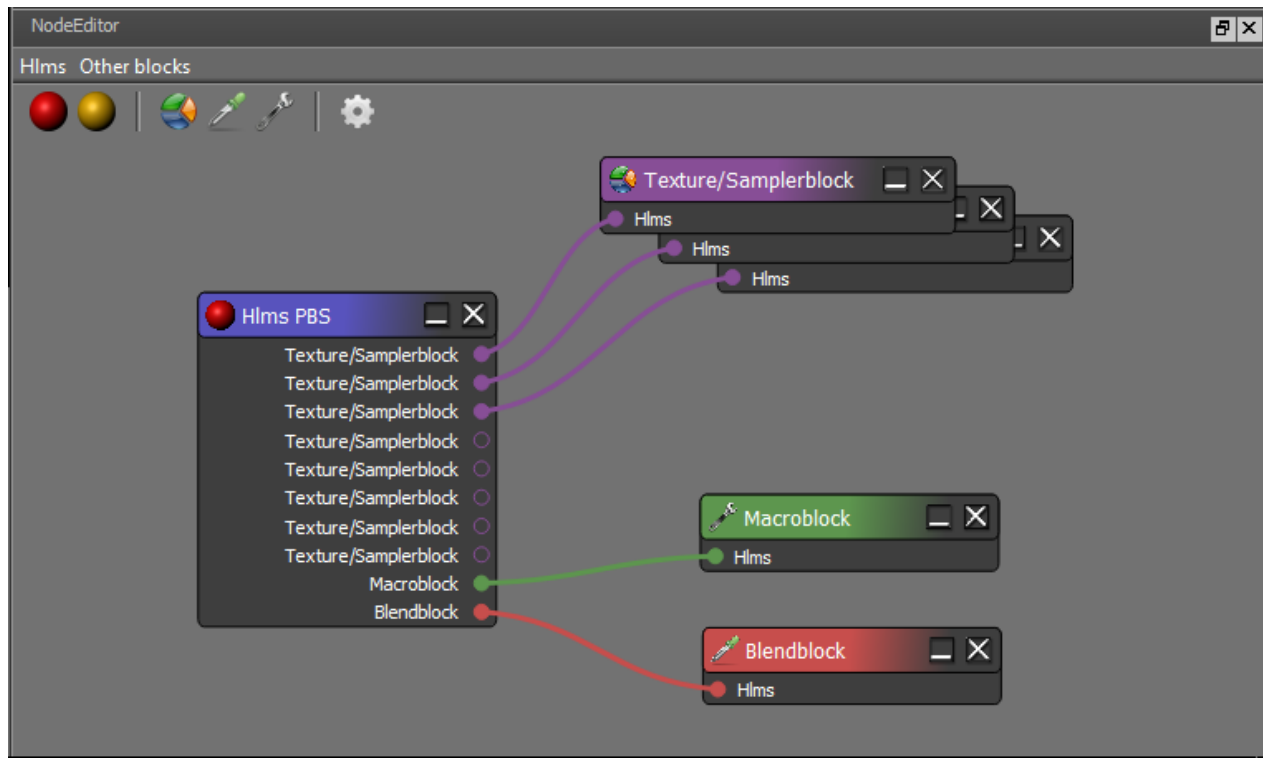 NodeEditor
Hlms Other blocks
Texture/Samplerblock
Hlms
Hlms
Hlms
Hlms PBS
Texture/Samplerblock
Texture/Samplerblock
Texture/Samplerblock
Texture/Samplerblock
Texture/Samplerblock
Texture/Samplerblock
Texture/Samplerblock
Texture/Samplerblock
Macroblock
Blendblock
Macroblock
Hlms
Blendblock
Hlms